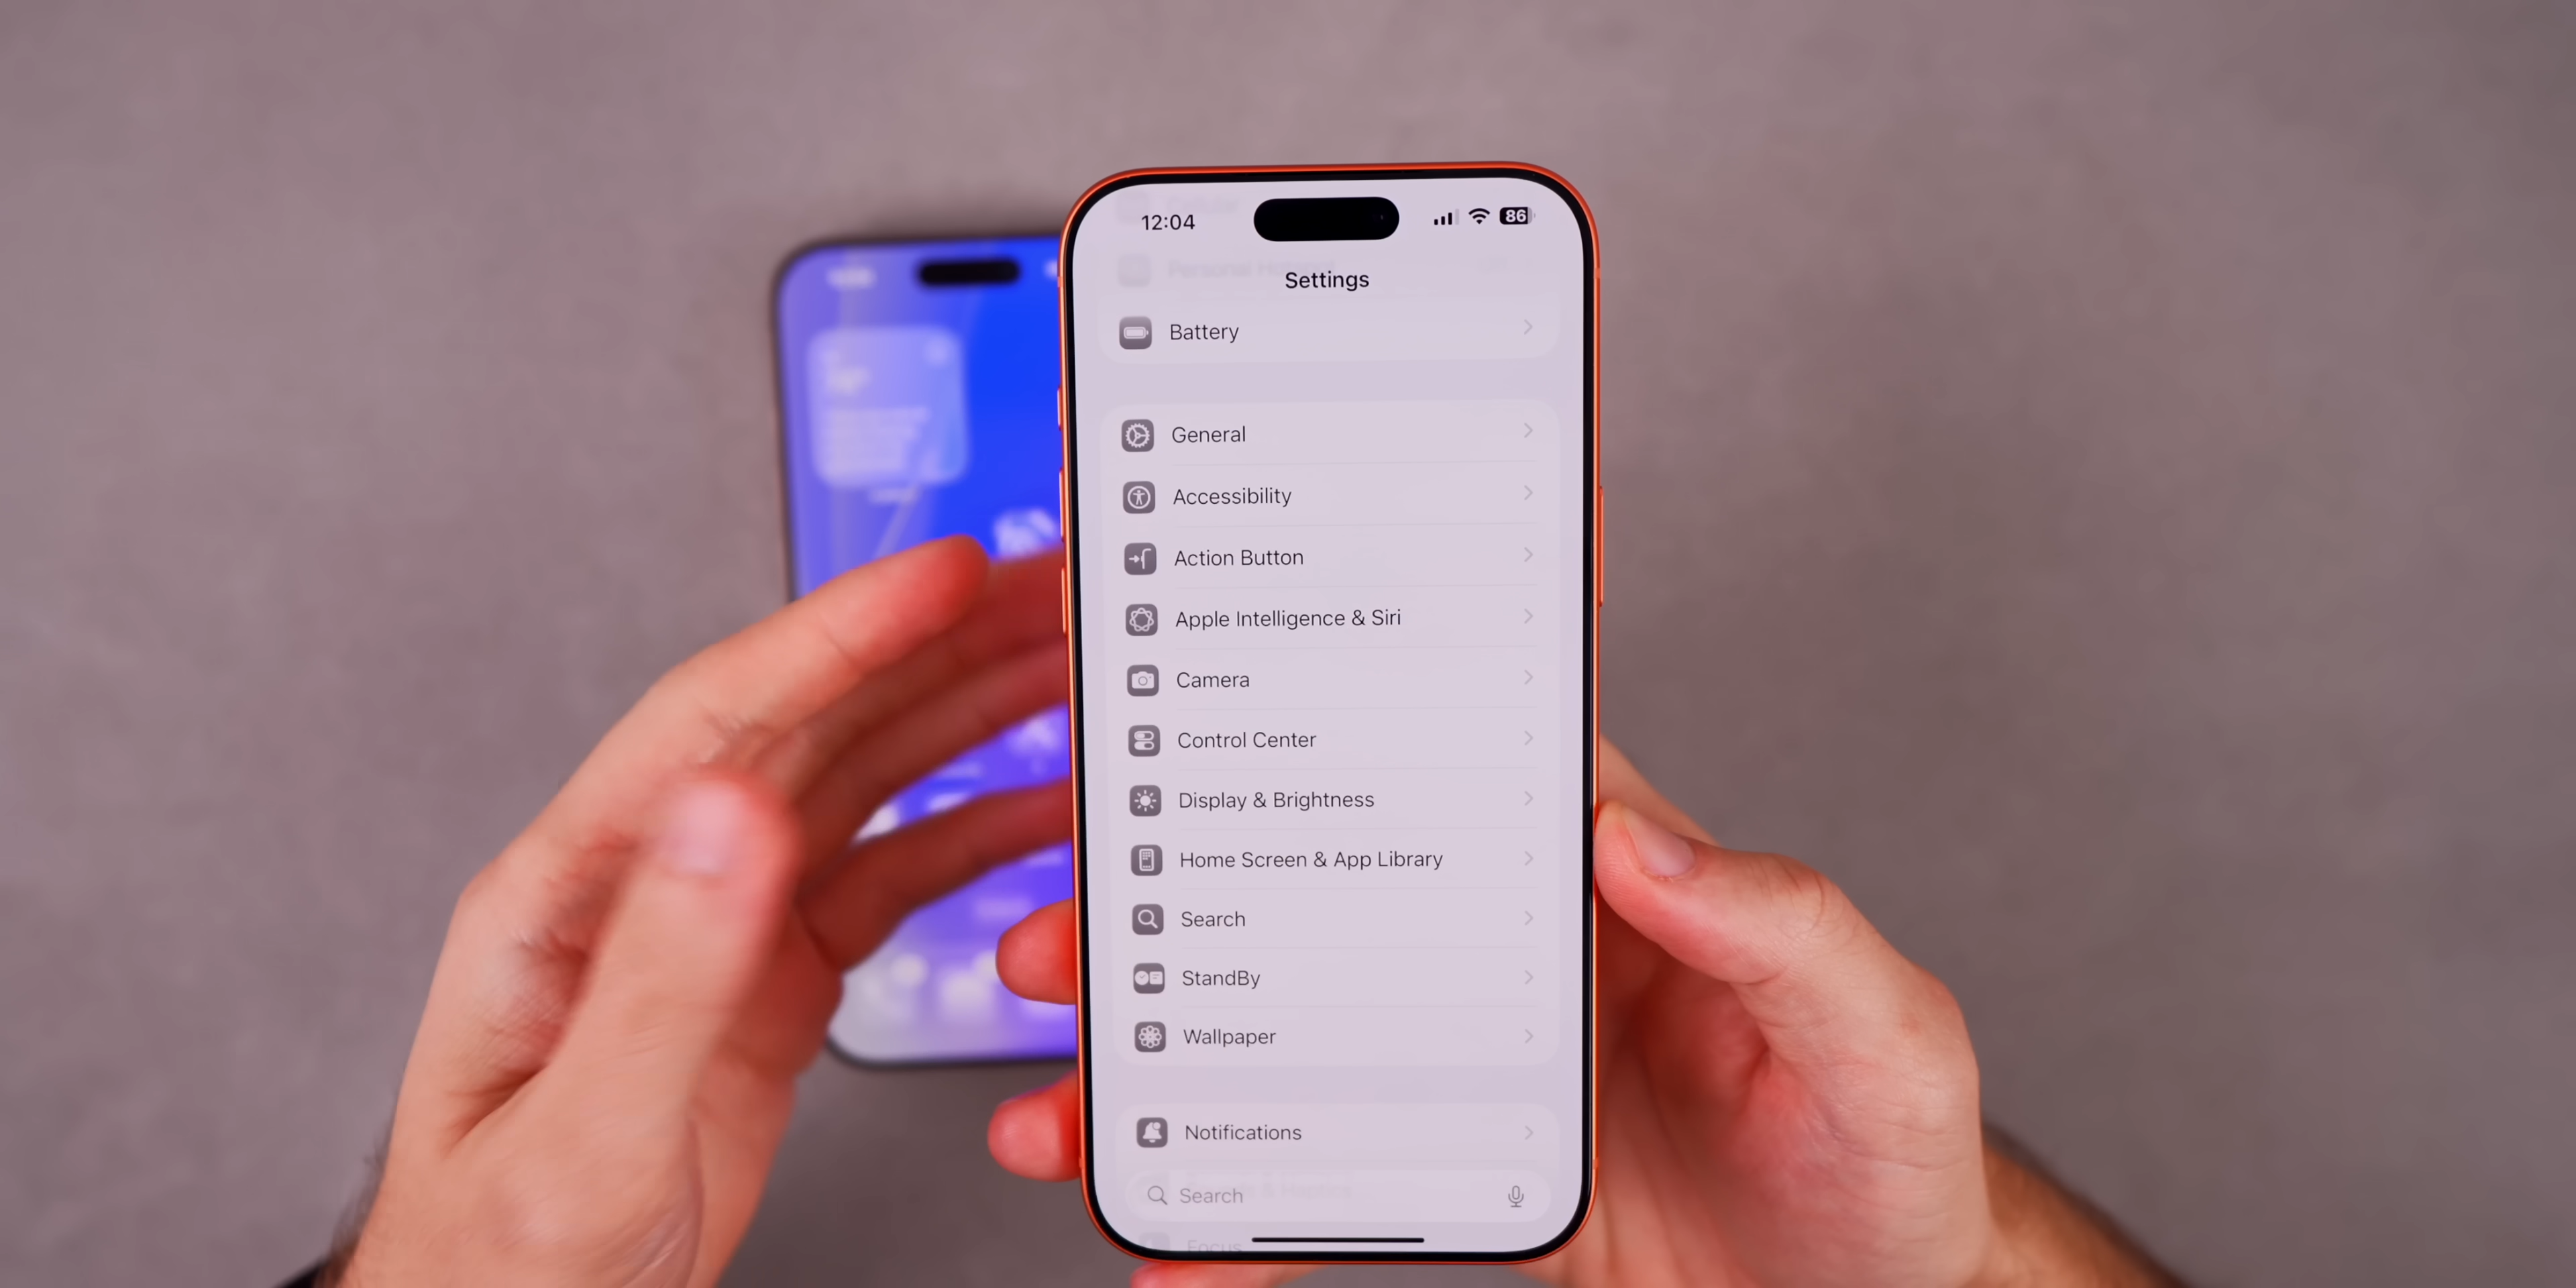 12:04
86
Settings
Battery
General
Accessibility
Action Button
Apple Intelligence & Siri
Camera
Control Center
Display & Brightness
Home Screen & App Library
Search
StandBy
Wallpaper
Notifications
Search
Focus